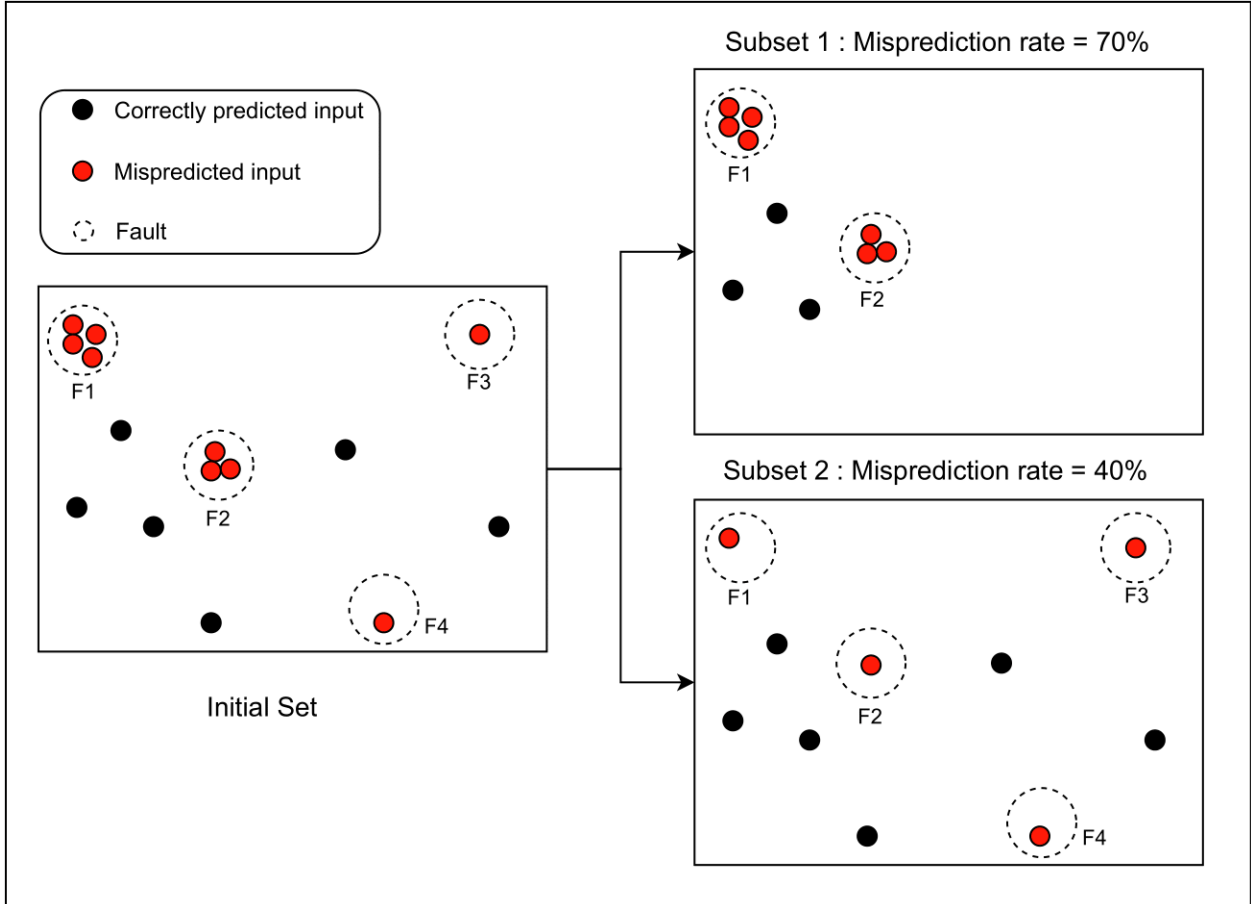 Correctly predicted input
Mispredicted input
Fault
F1
F3
F2
F4
Initial Set
Subset 1 : Misprediction rate = 70%
F1
F2
Subset 2 : Misprediction rate = 40%
F1
F3
F2
F4